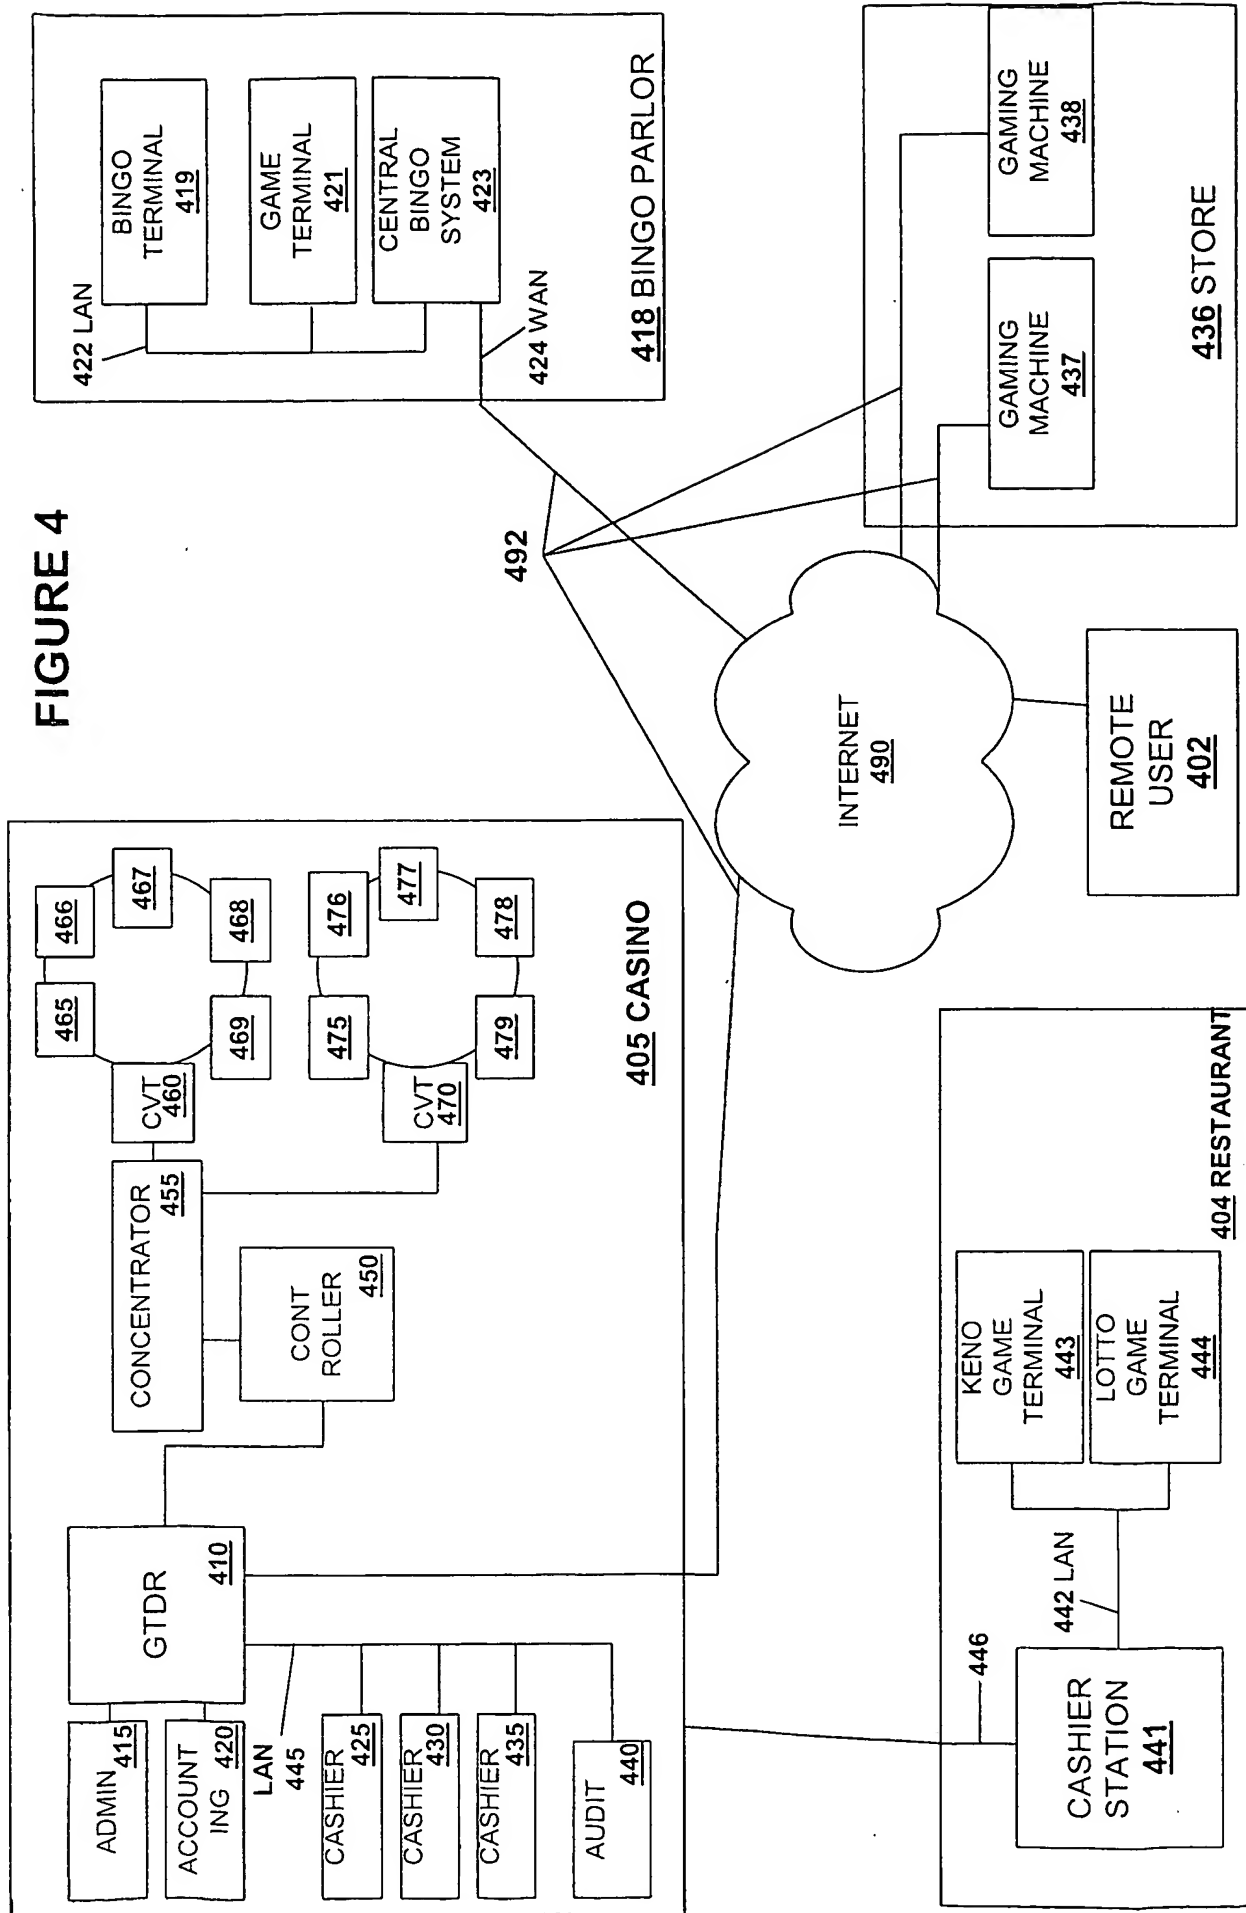 FIGURE 4
ADMIN
415
ACCOUNT
ING
420
GTDR
410
LAN
445
CASHIER
425
CASHIER
430
CASHIER
435
AUDIT
440
CONCENTRATOR
455
CONT
ROLLER
450
CVT
460
465
466
467
468
469
CVT
470
475
476
477
478
479
405 CASINO
422 LAN
BINGO
TERMINAL
419
GAME
TERMINAL
421
CENTRAL
BINGO
SYSTEM
423
424 WAN
418 BINGO PARLOR
492
INTERNET
490
REMOTE
USER
402
GAMING
MACHINE
437
GAMING
MACHINE
438
436 STORE
446
CASHIER
STATION
441
442 LAN
KENO
GAME
TERMINAL
443
LOTTO
GAME
TERMINAL
444
404 RESTAURANT